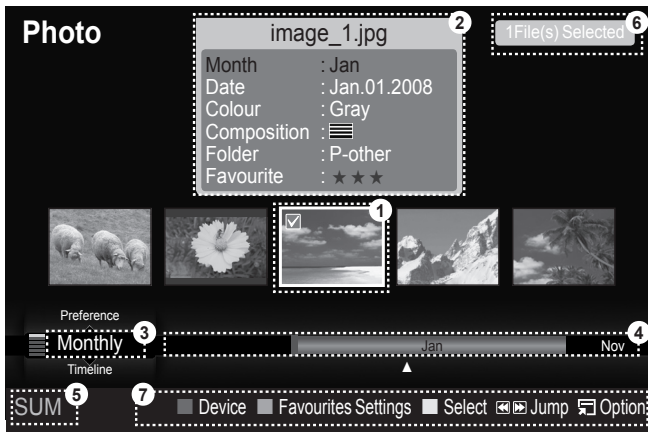 Photo
image_1.jpg
2
1File(s) Selected
6
Month : Jan
Date : Jan.01.2008
Colour : Gray
Composition :
Folder : P-other
Favourite : ★ ★ ★
1
Preference
Monthly
3
Timeline
Jan
Nov
4
SUM
5
7
Device
Favourites Settings
Select
Jump
Option